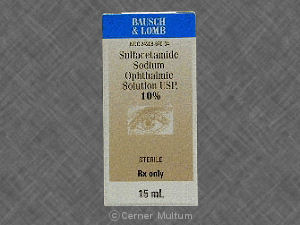 BAUSCH
& LOMB
Sulfacetamide
Sodium
Ophthalmic
Solution USP.
10%
STERILE
Rx only
15 mL
© Cerner Multum